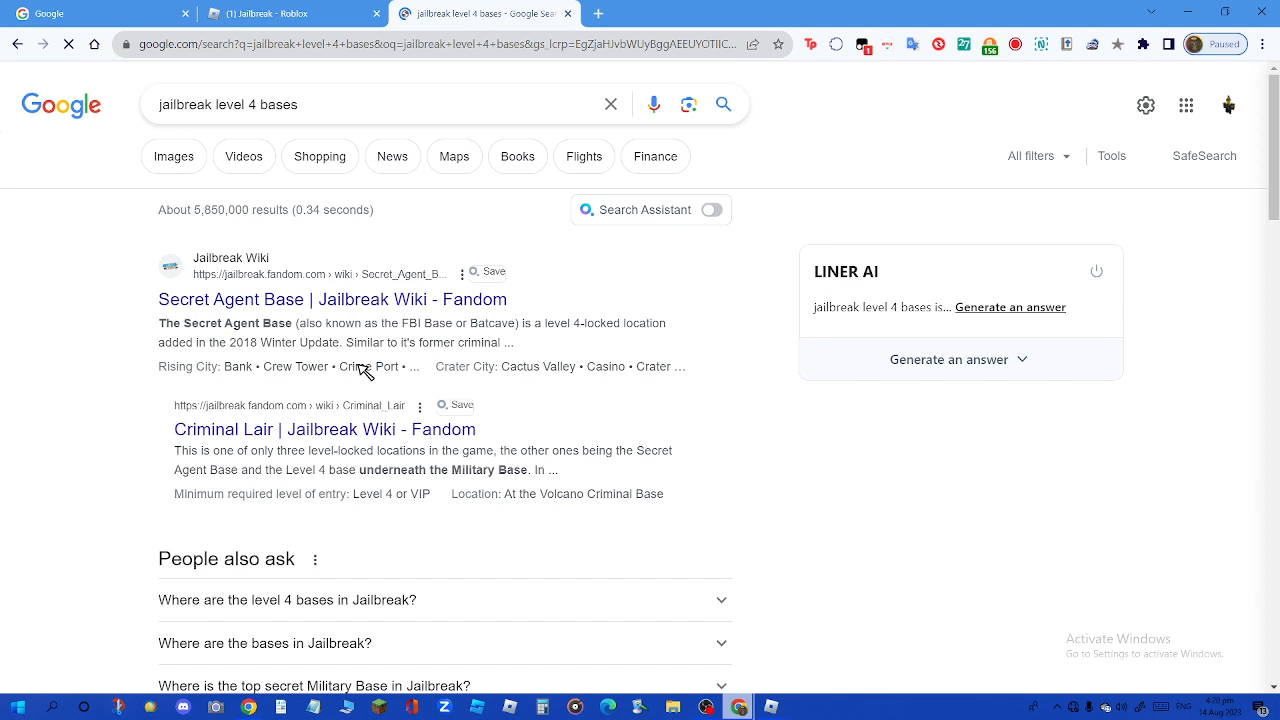 Google
(1) Jailbreak - Roblox
jailbreak level 4 bases - Google Sear
google.com/search?q=jailbreak+level+4+bases&oq=jailbreak+level+4+bases&gs_lcrp=EgZjaHJvbWUyBggAEEUYOTIIC...
Paused
Google
jailbreak level 4 bases
Images
Videos
Shopping
News
Maps
Books
Flights
Finance
All filters
Tools
SafeSearch
About 5,850,000 results (0.34 seconds)
Search Assistant
Jailbreak Wiki
https://jailbreak.fandom.com › wiki › Secret_Agent_B...
Save
Secret Agent Base | Jailbreak Wiki - Fandom
The Secret Agent Base (also known as the FBI Base or Batcave) is a level 4-locked location
added in the 2018 Winter Update. Similar to it's former criminal ...
Rising City: Bank • Crew Tower • Crime Port • ... Crater City: Cactus Valley • Casino • Crater ...
https://jailbreak.fandom.com › wiki › Criminal_Lair
Save
Criminal Lair | Jailbreak Wiki - Fandom
This is one of only three level-locked locations in the game, the other ones being the Secret
Agent Base and the Level 4 base underneath the Military Base. In ...
Minimum required level of entry: Level 4 or VIP Location: At the Volcano Criminal Base
People also ask
Where are the level 4 bases in Jailbreak?
Where are the bases in Jailbreak?
Where is the top secret Military Base in Jailbreak?
LINER AI
jailbreak level 4 bases is... Generate an answer
Generate an answer
Activate Windows
Go to Settings to activate Windows.
ENG
4:20 pm
14 Aug 2023